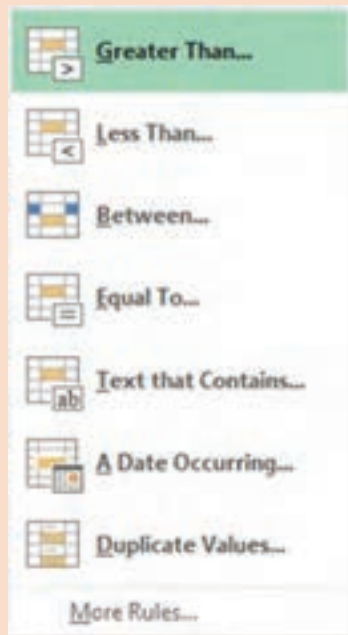 Greater Than...
Less Than...
Between...
Equal To...
Text that Contains...
A Date Occurring...
Duplicate Values...
More Rules...